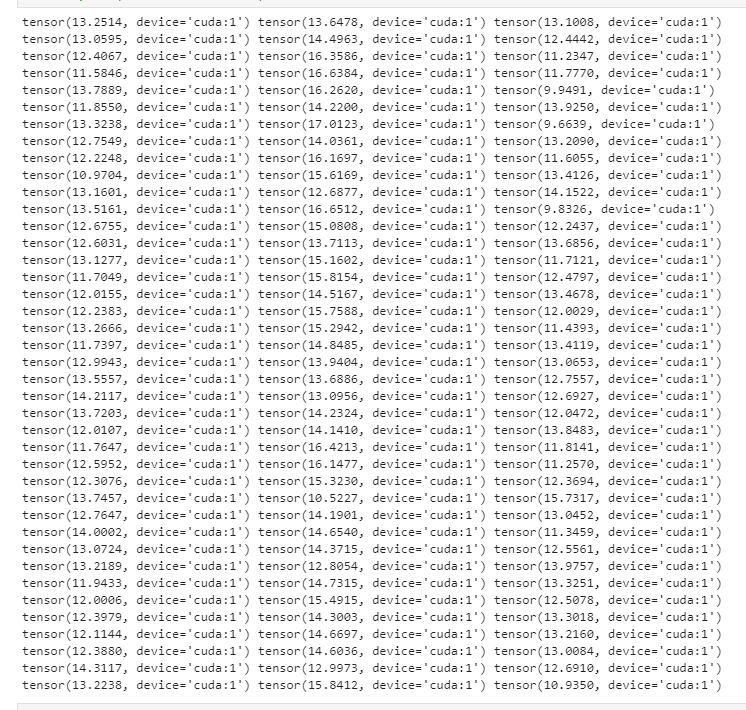 tensor(13.2514, device='cuda:1') tensor(13.6478, device='cuda:1') tensor(13.1008, device='cuda:1')
tensor(13.0595, device='cuda:1') tensor(14.4963, device='cuda:1') tensor(12.4442, device='cuda:1')
tensor(12.4067, device='cuda:1') tensor(16.3586, device='cuda:1') tensor(11.2347, device='cuda:1')
tensor(11.5846, device='cuda:1') tensor(16.6384, device='cuda:1') tensor(11.7770, device='cuda:1')
tensor(13.7889, device='cuda:1') tensor(16.2620, device='cuda:1') tensor(9.9491, device='cuda:1')
tensor(11.8550, device='cuda:1') tensor(14.2200, device='cuda:1') tensor(13.9250, device='cuda:1')
tensor(13.3238, device='cuda:1') tensor(17.0123, device='cuda:1') tensor(9.6639, device='cuda:1')
tensor(12.7549, device='cuda:1') tensor(14.0361, device='cuda:1') tensor(13.2090, device='cuda:1')
tensor(12.2248, device='cuda:1') tensor(16.1697, device='cuda:1') tensor(11.6055, device='cuda:1')
tensor(10.9704, device='cuda:1') tensor(15.6169, device='cuda:1') tensor(13.4126, device='cuda:1')
tensor(13.1601, device='cuda:1') tensor(12.6877, device='cuda:1') tensor(14.1522, device='cuda:1')
tensor(13.5161, device='cuda:1') tensor(16.6512, device='cuda:1') tensor(9.8326, device='cuda:1')
tensor(12.6755, device='cuda:1') tensor(15.0808, device='cuda:1') tensor(12.2437, device='cuda:1')
tensor(12.6031, device='cuda:1') tensor(13.7113, device='cuda:1') tensor(13.6856, device='cuda:1')
tensor(13.1277, device='cuda:1') tensor(15.1602, device='cuda:1') tensor(11.7121, device='cuda:1')
tensor(11.7049, device='cuda:1') tensor(15.8154, device='cuda:1') tensor(12.4797, device='cuda:1')
tensor(12.0155, device='cuda:1') tensor(14.5167, device='cuda:1') tensor(13.4678, device='cuda:1')
tensor(12.2383, device='cuda:1') tensor(15.7588, device='cuda:1') tensor(12.0029, device='cuda:1')
tensor(13.2666, device='cuda:1') tensor(15.2942, device='cuda:1') tensor(11.4393, device='cuda:1')
tensor(11.7397, device='cuda:1') tensor(14.8485, device='cuda:1') tensor(13.4119, device='cuda:1')
tensor(12.9943, device='cuda:1') tensor(13.9404, device='cuda:1') tensor(13.0653, device='cuda:1')
tensor(13.5557, device='cuda:1') tensor(13.6886, device='cuda:1') tensor(12.7557, device='cuda:1')
tensor(14.2117, device='cuda:1') tensor(13.0956, device='cuda:1') tensor(12.6927, device='cuda:1')
tensor(13.7203, device='cuda:1') tensor(14.2324, device='cuda:1') tensor(12.0472, device='cuda:1')
tensor(12.0107, device='cuda:1') tensor(14.1410, device='cuda:1') tensor(13.8483, device='cuda:1')
tensor(11.7647, device='cuda:1') tensor(16.4213, device='cuda:1') tensor(11.8141, device='cuda:1')
tensor(12.5952, device='cuda:1') tensor(16.1477, device='cuda:1') tensor(11.2570, device='cuda:1')
tensor(12.3076, device='cuda:1') tensor(15.3230, device='cuda:1') tensor(12.3694, device='cuda:1')
tensor(13.7457, device='cuda:1') tensor(10.5227, device='cuda:1') tensor(15.7317, device='cuda:1')
tensor(12.7647, device='cuda:1') tensor(14.1901, device='cuda:1') tensor(13.0452, device='cuda:1')
tensor(14.0002, device='cuda:1') tensor(14.6540, device='cuda:1') tensor(11.3459, device='cuda:1')
tensor(13.0724, device='cuda:1') tensor(14.3715, device='cuda:1') tensor(12.5561, device='cuda:1')
tensor(13.2189, device='cuda:1') tensor(12.8054, device='cuda:1') tensor(13.9757, device='cuda:1')
tensor(11.9433, device='cuda:1') tensor(14.7315, device='cuda:1') tensor(13.3251, device='cuda:1')
tensor(12.0006, device='cuda:1') tensor(15.4915, device='cuda:1') tensor(12.5078, device='cuda:1')
tensor(12.3979, device='cuda:1') tensor(14.3003, device='cuda:1') tensor(13.3018, device='cuda:1')
tensor(12.1144, device='cuda:1') tensor(14.6697, device='cuda:1') tensor(13.2160, device='cuda:1')
tensor(12.3880, device='cuda:1') tensor(14.6036, device='cuda:1') tensor(13.0084, device='cuda:1')
tensor(14.3117, device='cuda:1') tensor(12.9973, device='cuda:1') tensor(12.6910, device='cuda:1')
tensor(13.2238, device='cuda:1') tensor(15.8412, device='cuda:1') tensor(10.9350, device='cuda:1')